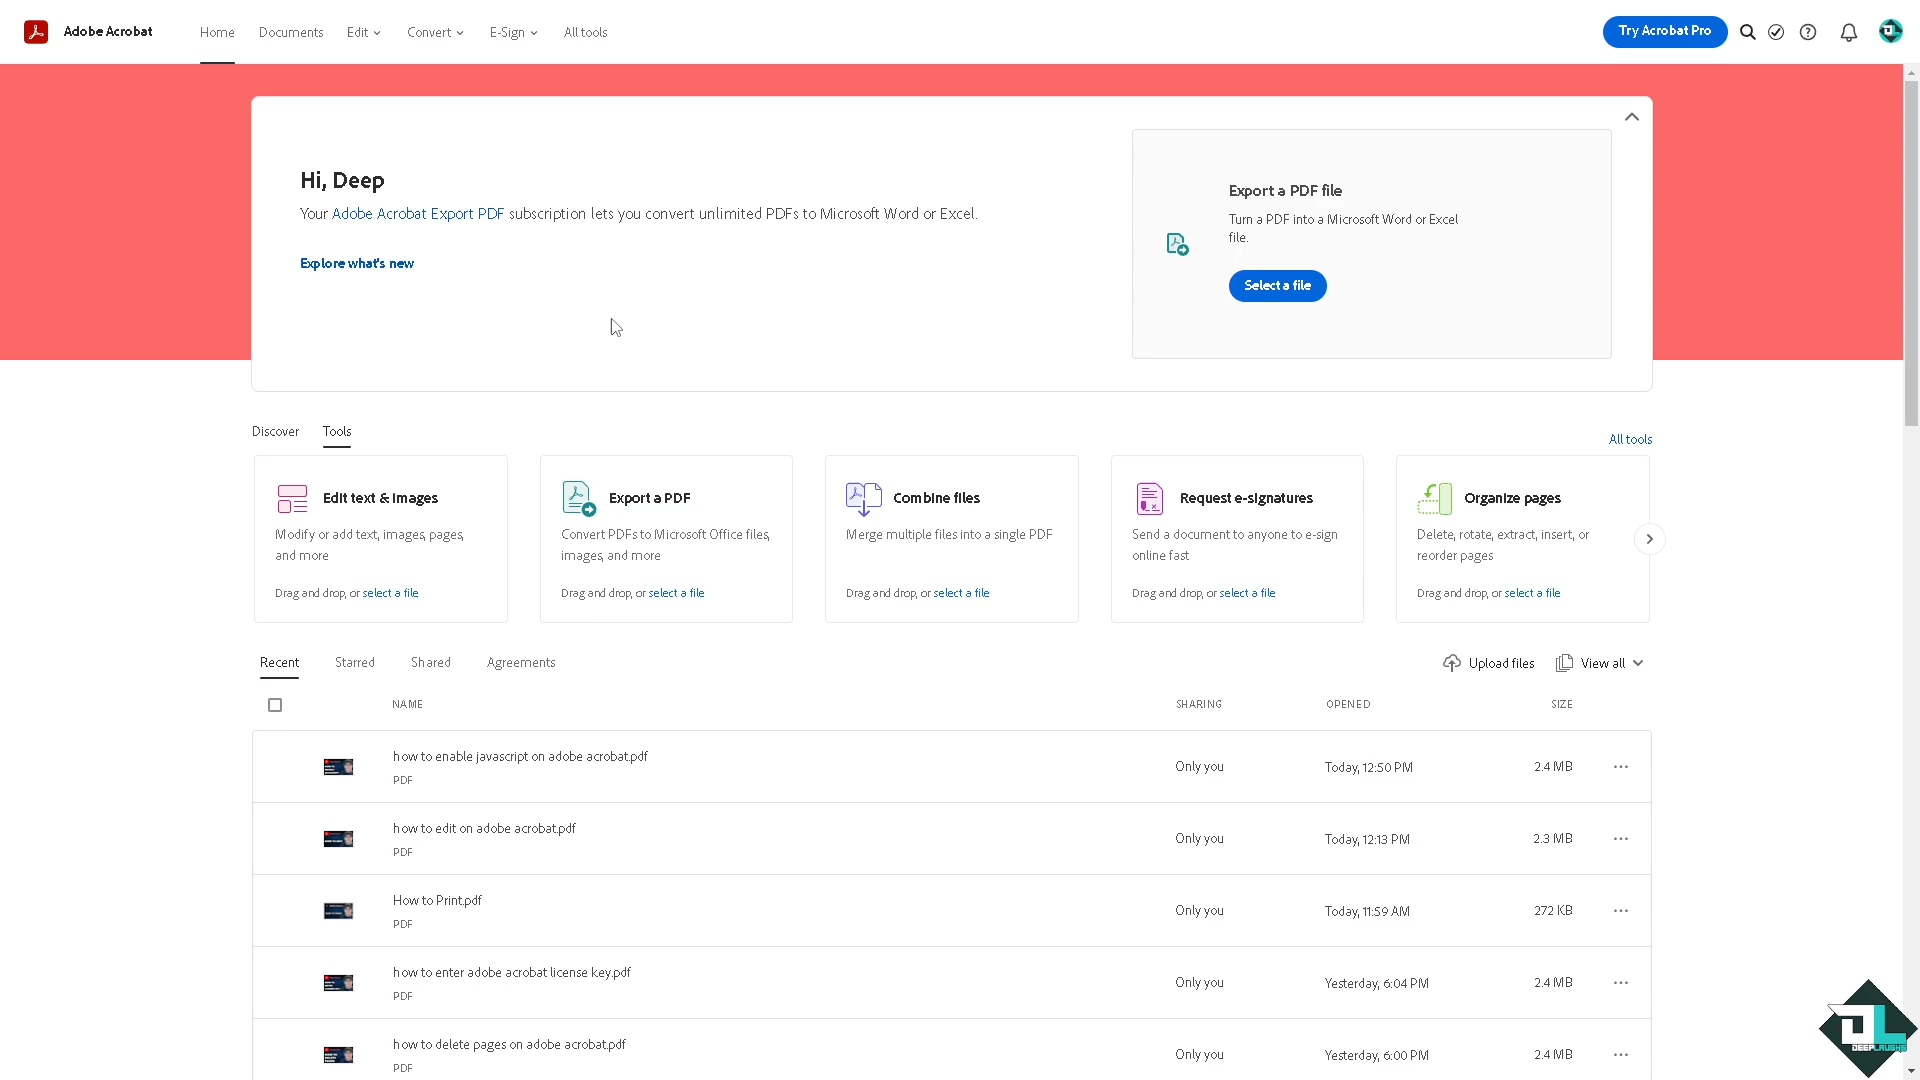 Adobe Acrobat
Home
Documents
Edit
Convert
E-Sign
All tools
Try Acrobat Pro
Hi, Deep
Your Adobe Acrobat Export PDF subscription lets you convert unlimited PDFs to Microsoft Word or Excel.
Explore what's new
Export a PDF file
Turn a PDF into a Microsoft Word or Excel
file.
Select a file
Discover
Tools
All tools
Edit text & images
Modify or add text, images, pages,
and more
Drag and drop, or select a file
Export a PDF
Convert PDFs to Microsoft Office files,
images, and more
Drag and drop, or select a file
Combine files
Merge multiple files into a single PDF
Drag and drop, or select a file
Request e-signatures
Send a document to anyone to e-sign
online fast
Drag and drop, or select a file
Organize pages
Delete, rotate, extract, insert, or
reorder pages
Drag and drop, or select a file
Recent
Starred
Shared
Agreements
Upload files
View all
NAME
SHARING
OPENED
SIZE
how to enable javascript on adobe acrobat.pdf
PDF
Only you
Today, 12:50 PM
2.4 MB
how to edit on adobe acrobat.pdf
PDF
Only you
Today, 12:13 PM
2.3 MB
How to Print.pdf
PDF
Only you
Today, 11:59 AM
272 KB
how to enter adobe acrobat license key.pdf
PDF
Only you
Yesterday, 6:04 PM
2.4 MB
how to delete pages on adobe acrobat.pdf
PDF
Only you
Yesterday, 6:00 PM
2.4 MB
DEEPLAUGHS